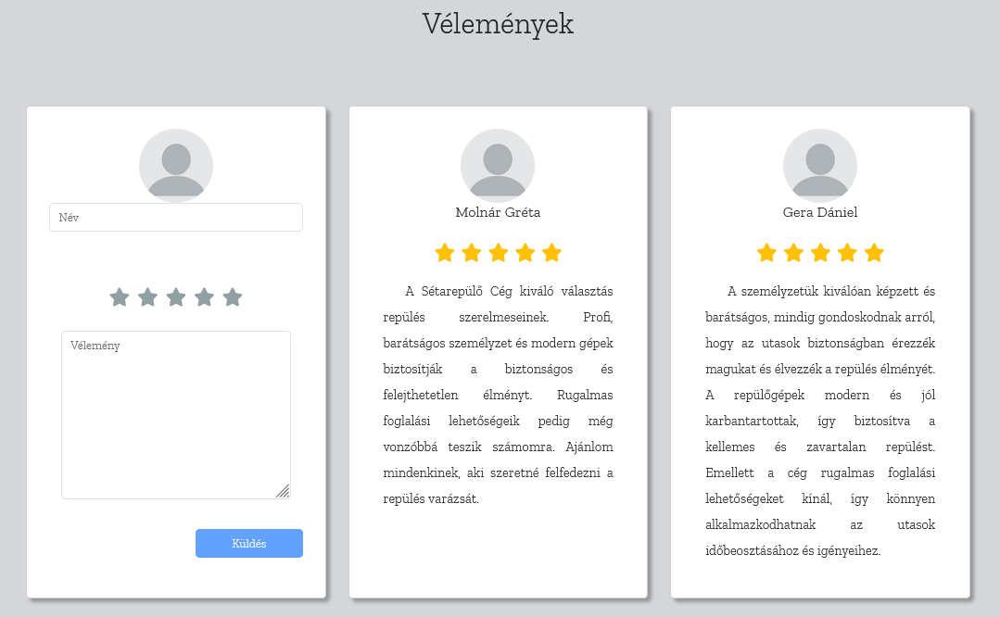 Vélemények
Név
Vélemény
Küldés
Molnár Gréta
A Sétarepülő Cég kiváló választás
repülés szerelmeseinek. Profi,
barátságos személyzet és modern gépek
biztosítják a biztonságos és
felejthetetlen élményt. Rugalmas
foglalási lehetőségeik pedig még
vonzóbbá teszik számomra. Ajánlom
mindenkinek, aki szeretné felfedezni a
repülés varázsát.
Gera Dániel
A személyzetük kiválóan képzett és
barátságos, mindig gondoskodnak arról,
hogy az utasok biztonságban érezzék
magukat és élvezzék a repülés élményét.
A repülőgépek modern és jól
karbantartottak, így biztosítva a
kellemes és zavartalan repülést.
Emellett a cég rugalmas foglalási
lehetőségeket kínál, így könnyen
alkalmazkodhatnak az utasok
időbeosztásához és igényeihez.